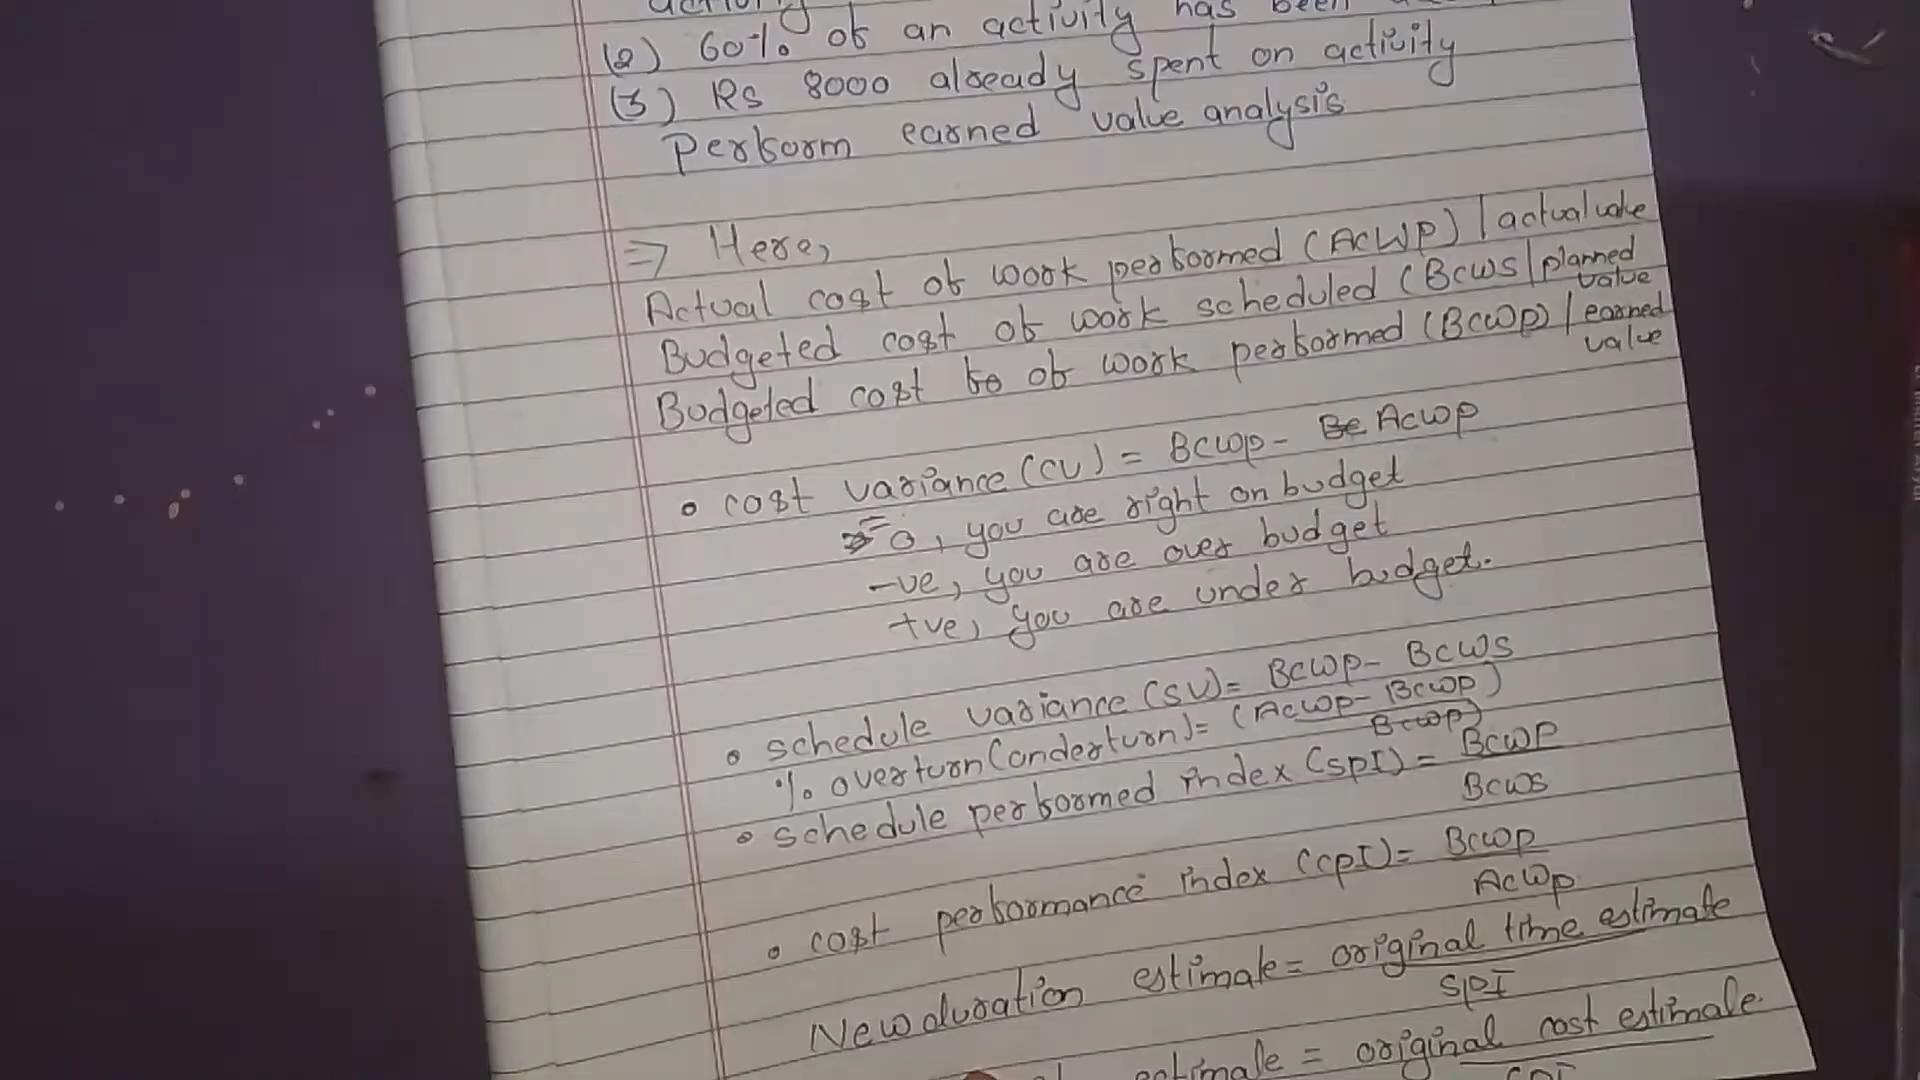 (2) 60% of an activity has been
(3) Rs 8000 already spent on activity
Perform earned value analysis
⇒ Here,
Actual cost of work performed (ACWP) | actual value
Budgeted cost of work scheduled (BCWS | planned value
Budgeted cost to of work performed (BCWP) | earned value
• cost variance (CV) = BCWP - Be ACWP
= 0, you are right on budget
-ve, you are over budget
+ve, you are under budget.
• schedule variance (SV) = BCWP - BCWS
% overturn (underturn) = (ACWP - BCWP)
BCWP)
• schedule performed index (SPI) = BCWP
BCWS
• cost performance index (CPI) = BCWP
ACWP
New duration estimate = original time estimate
SPI
estimate = original cost estimate
CPI